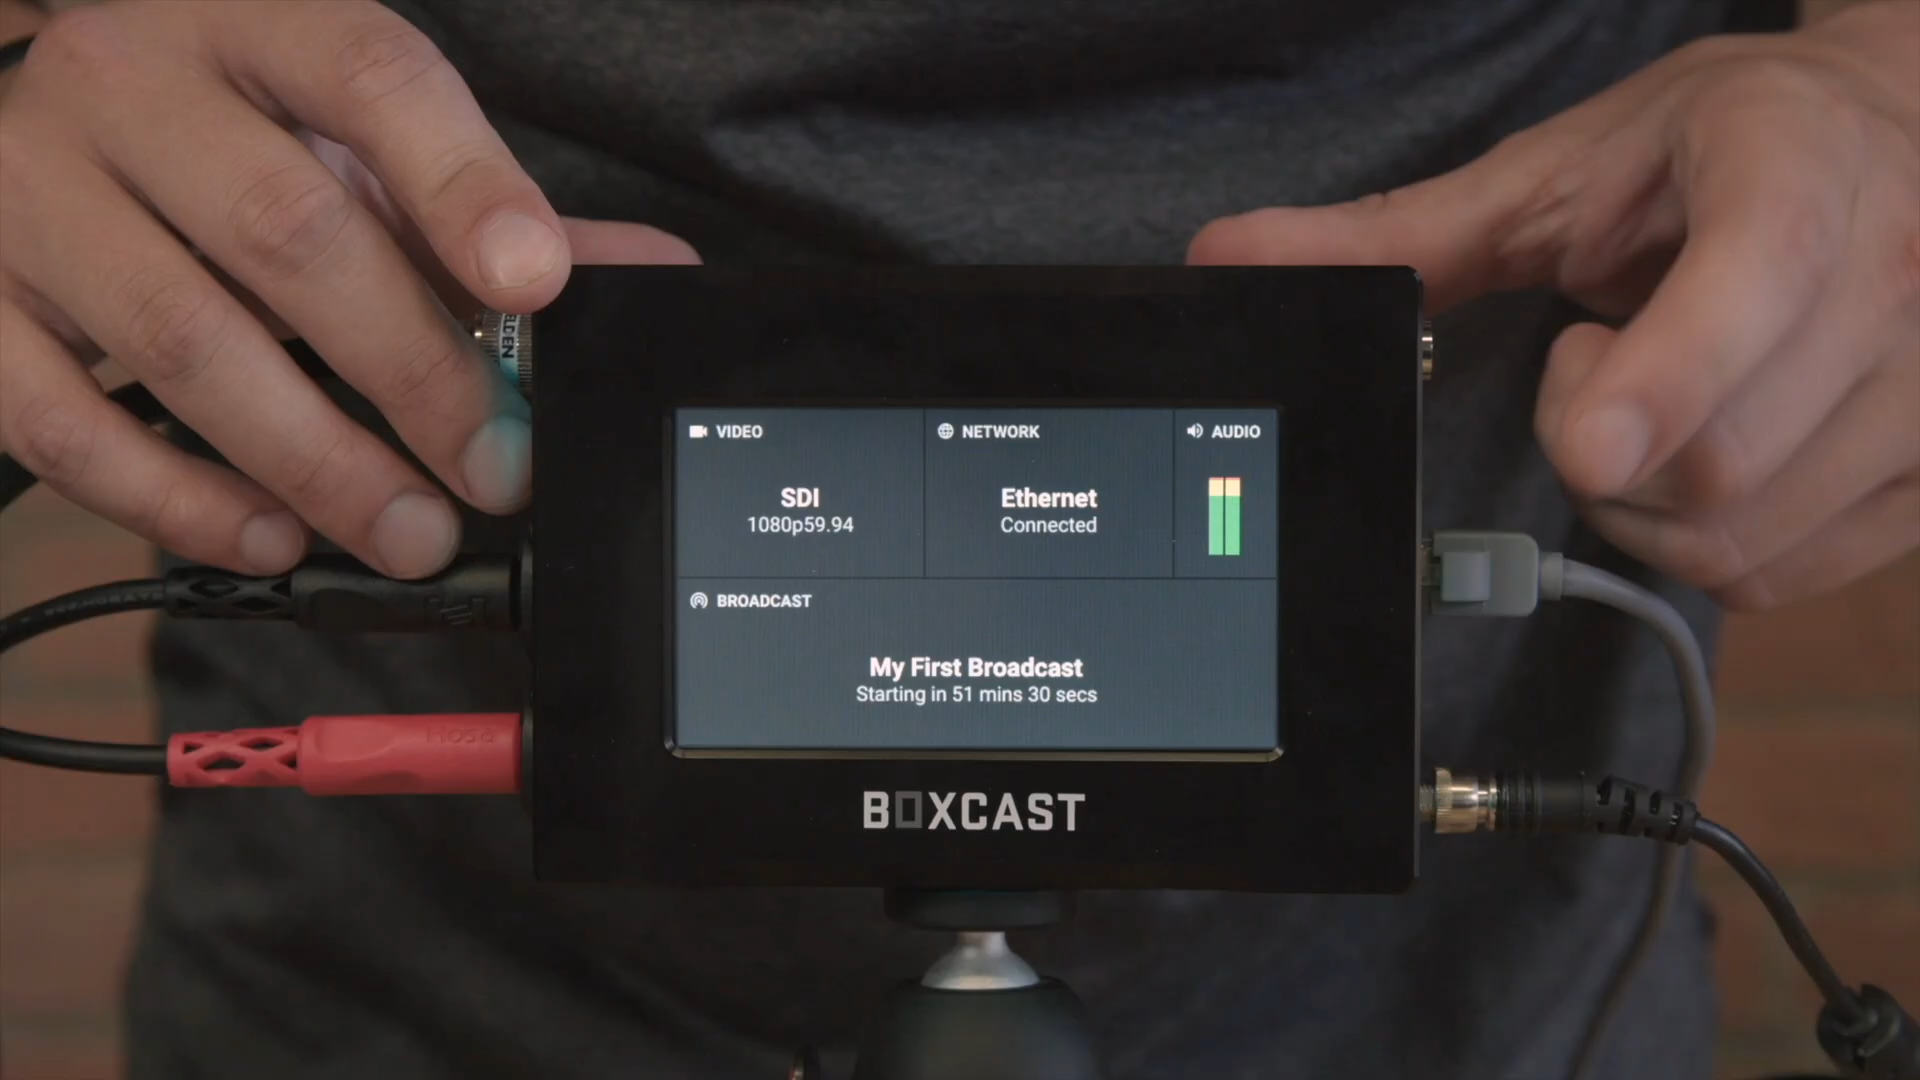 VIDEO
NETWORK
AUDIO
SDI
1080p59.94
Ethernet
Connected
BROADCAST
My First Broadcast
Starting in 51 mins 30 secs
BOXCAST
Hosa